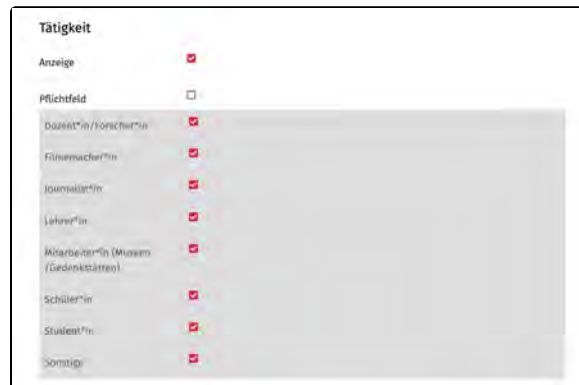 Tätigkeit
Anzeige
Pflichtfeld
Dozent*in/Forscher*in
Filmemacher*in
Journalist*in
Lehrer*in
Mitarbeiter*in (Museen
/Gedenkstätten)
Schüler*in
Student*in
Sonstige